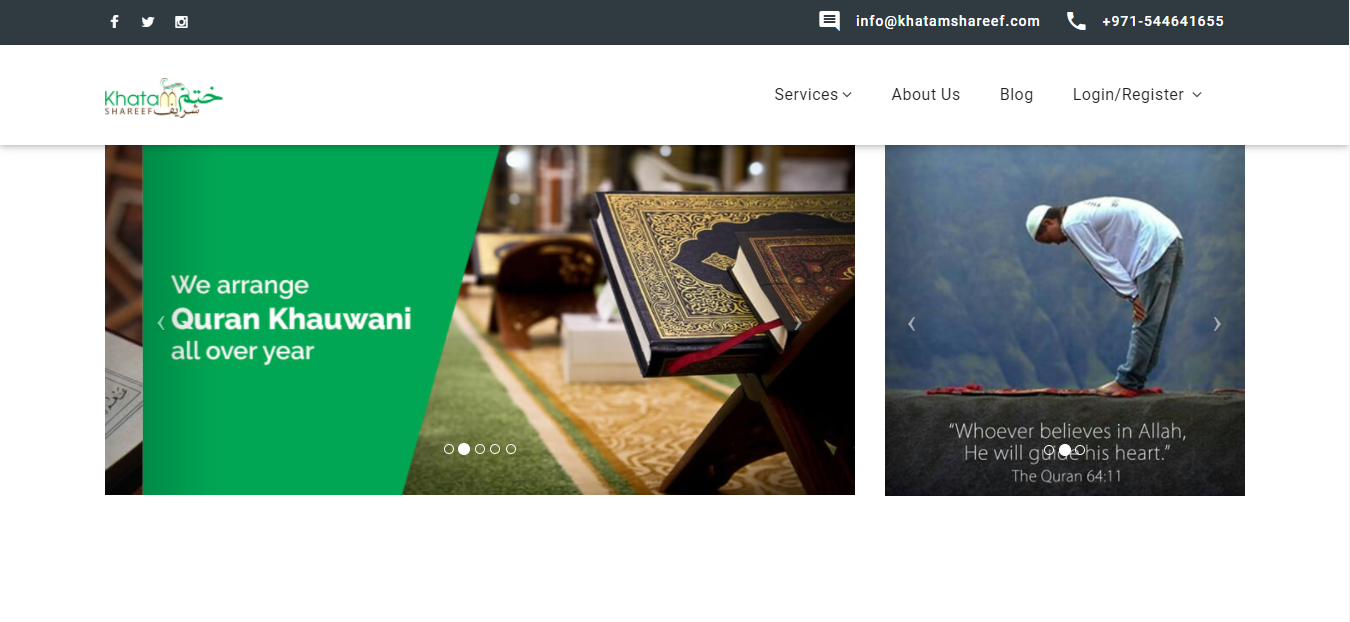 info@khatamshareef.com
+971-544641655
Khatam ختم
SHAREEF شريف
Services
About Us
Blog
Login/Register
We arrange
Quran Khauwani
all over year
“Whoever believes in Allah,
He will guide his heart.”
The Quran 64:11